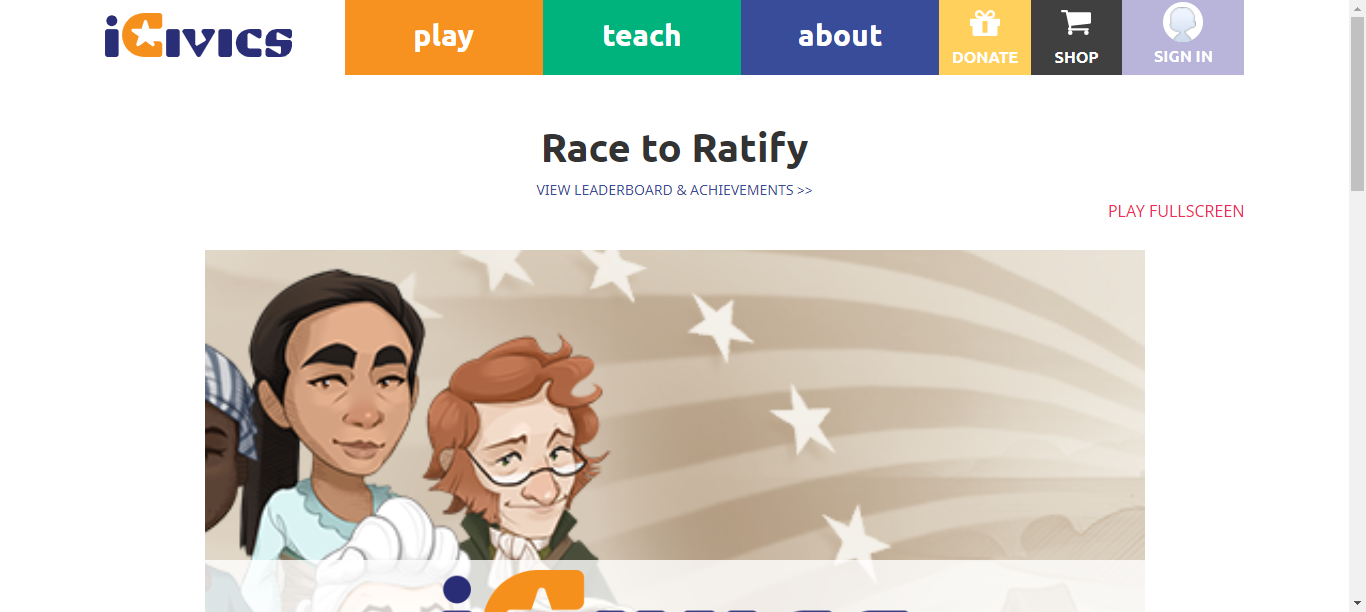 iCivics
play
teach
about
DONATE
SHOP
SIGN IN
Race to Ratify
VIEW LEADERBOARD & ACHIEVEMENTS >>
PLAY FULLSCREEN